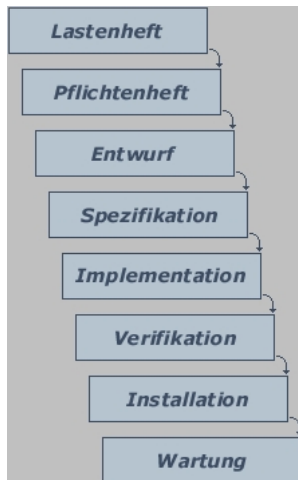 Lastenheft
Pflichtenheft
Entwurf
Spezifikation
Implementation
Verifikation
Installation
Wartung